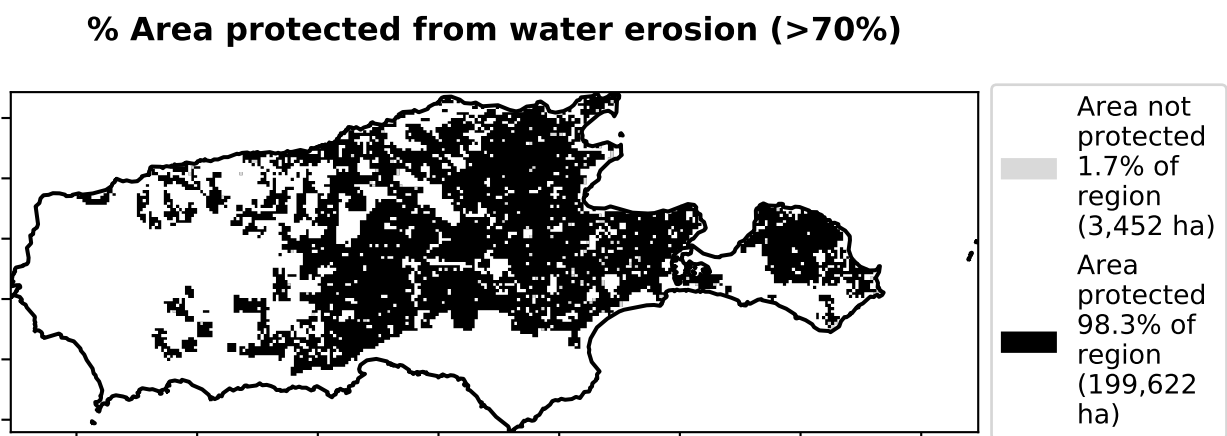 % Area protected from water erosion (>70%)
Area not
protected
1.7% of
region
(3,452 ha)
Area
protected
98.3% of
region
(199,622
ha)